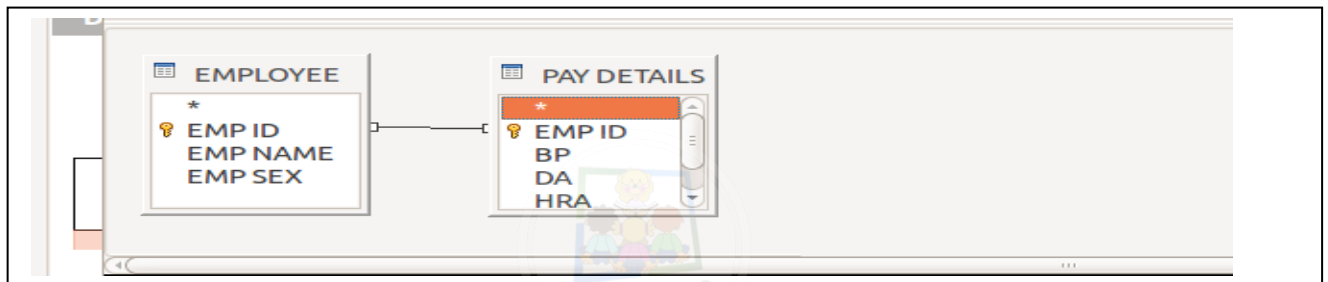 EMPLOYEE
*
EMP ID
EMP NAME
EMP SEX
PAY DETAILS
*
EMP ID
BP
DA
HRA